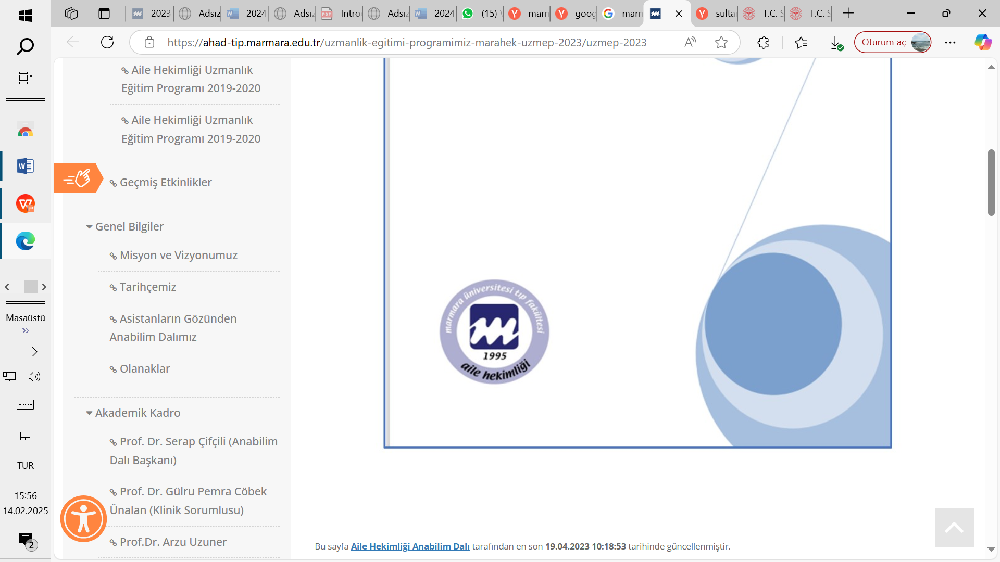 2023
Adsız
2024
Adsız
Intro
Adsız
2024
(15)
marm
goog
marm
sultan
T.C. S
T.C. S
https://ahad-tip.marmara.edu.tr/uzmanlik-egitimi-programimiz-marahek-uzmep-2023/uzmep-2023
Oturum aç
Aile Hekimliği Uzmanlık
Eğitim Programı 2019-2020
Aile Hekimliği Uzmanlık
Eğitim Programı 2019-2020
Geçmiş Etkinlikler
Genel Bilgiler
Misyon ve Vizyonumuz
Tarihçemiz
Asistanların Gözünden
Anabilim Dalımız
Olanaklar
Akademik Kadro
Prof. Dr. Serap Çifçili (Anabilim
Dalı Başkanı)
Prof. Dr. Gülru Pemra Cöbek
Ünalan (Klinik Sorumlusu)
Prof.Dr. Arzu Uzuner
marmara üniversitesi tıp fakültesi
1995
aile hekimliği
Bu sayfa Aile Hekimliği Anabilim Dalı tarafından en son 19.04.2023 10:18:53 tarihinde güncellenmiştir.
Masaüstü
TUR
15:56
14.02.2025
2